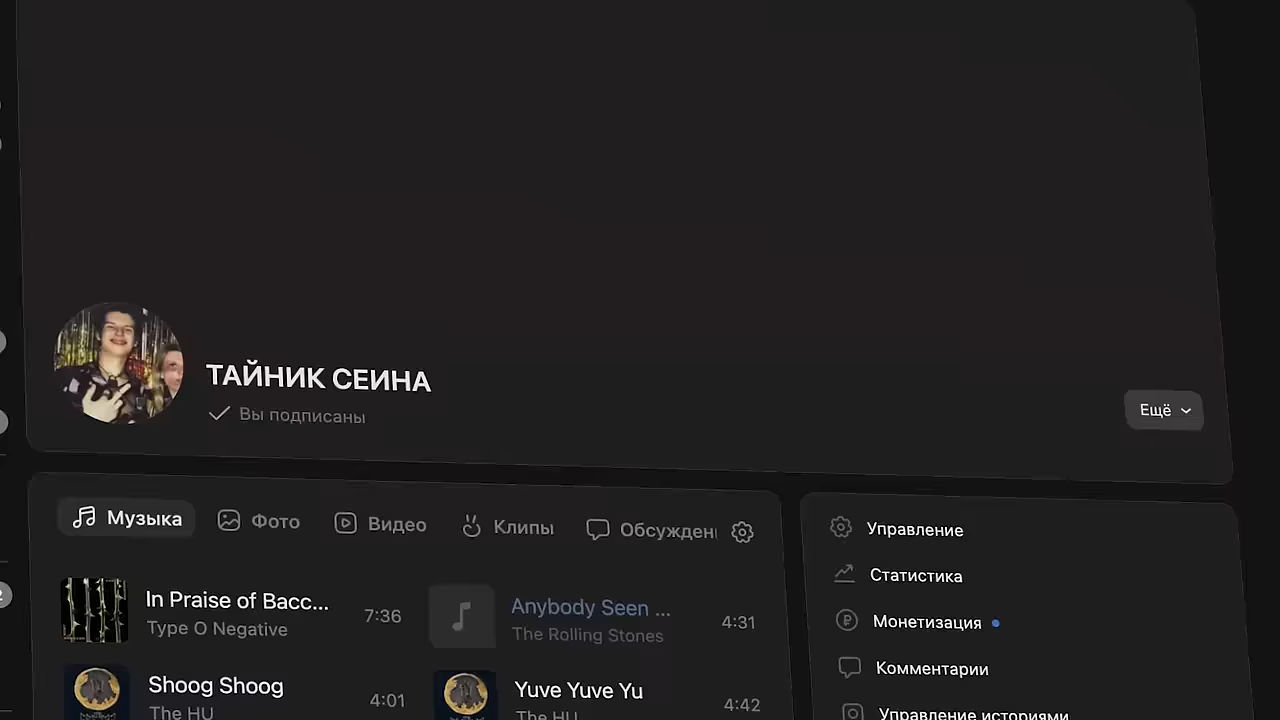 ТАЙНИК СЕИНА
Вы подписаны
Ещё
Музыка
Фото
Видео
Клипы
Обсужден
In Praise of Bacc...
7:36
Type O Negative
Anybody Seen ...
4:31
The Rolling Stones
Shoog Shoog
4:01
The HU
Yuve Yuve Yu
4:42
The HU
Управление
Статистика
Монетизация
Комментарии
Управление историями
2